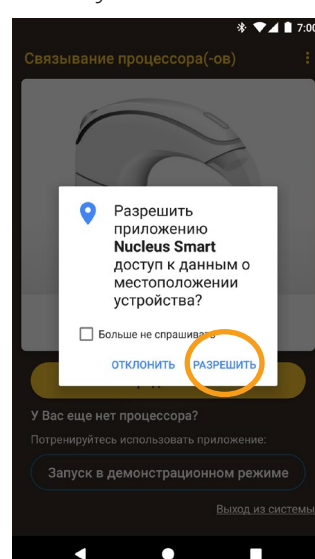 7:00
Связывание процессора(-ов)
Разрешить
приложению
Nucleus Smart
доступ к данным о
местоположении
устройства?
Больше не спрашивать
ОТКЛОНИТЬ РАЗРЕШИТЬ
У Вас еще нет процессора?
Потренируйтесь использовать приложение:
Запуск в демонстрационном режиме
Выход из системы